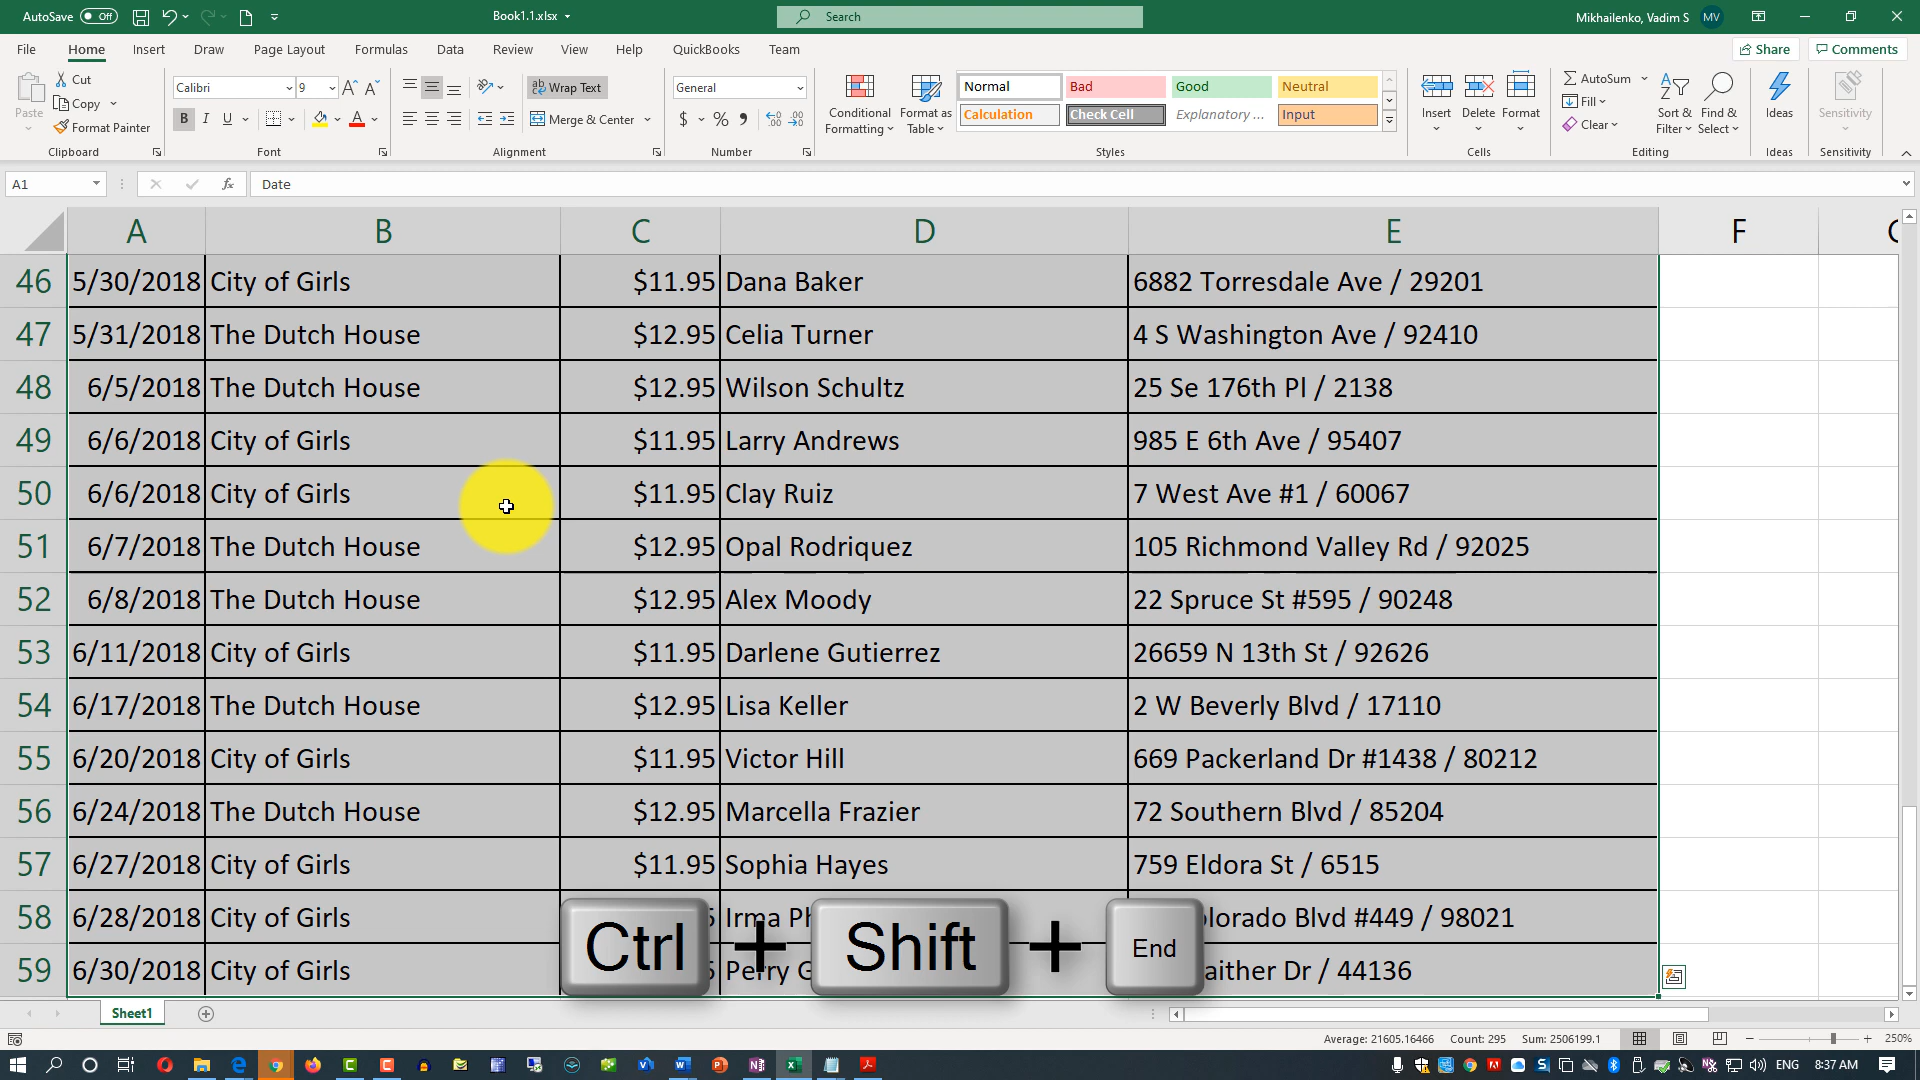 AutoSave Off Book1.1.xlsx Search Mikhailenko, Vadim S MV
File Home Insert Draw Page Layout Formulas Data Review View Help QuickBooks Team Share Comments
Paste Cut Copy Format Painter Clipboard
Calibri 9 A A B I U A Font
ab Wrap Text Merge & Center Alignment
General $ % Number
Conditional Formatting Format as Table Normal Bad Good Neutral Calculation Check Cell Explanatory ... Input Styles
Insert Delete Format Cells
AutoSum Fill Clear Sort & Filter Find & Select Editing
Ideas Ideas
Sensitivity Sensitivity
A1 fx Date
A B C D E F
46 5/30/2018 City of Girls $11.95 Dana Baker 6882 Torresdale Ave / 29201
47 5/31/2018 The Dutch House $12.95 Celia Turner 4 S Washington Ave / 92410
48 6/5/2018 The Dutch House $12.95 Wilson Schultz 25 Se 176th Pl / 2138
49 6/6/2018 City of Girls $11.95 Larry Andrews 985 E 6th Ave / 95407
50 6/6/2018 City of Girls $11.95 Clay Ruiz 7 West Ave #1 / 60067
51 6/7/2018 The Dutch House $12.95 Opal Rodriquez 105 Richmond Valley Rd / 92025
52 6/8/2018 The Dutch House $12.95 Alex Moody 22 Spruce St #595 / 90248
53 6/11/2018 City of Girls $11.95 Darlene Gutierrez 26659 N 13th St / 92626
54 6/17/2018 The Dutch House $12.95 Lisa Keller 2 W Beverly Blvd / 17110
55 6/20/2018 City of Girls $11.95 Victor Hill 669 Packerland Dr #1438 / 80212
56 6/24/2018 The Dutch House $12.95 Marcella Frazier 72 Southern Blvd / 85204
57 6/27/2018 City of Girls $11.95 Sophia Hayes 759 Eldora St / 6515
58 6/28/2018 City of Girls Irma Blvd #449 / 98021
59 6/30/2018 City of Girls Perry Dr / 44136
Ctrl + Shift + End
Sheet1
Average: 21605.16466 Count: 295 Sum: 2506199.1 250%
ENG 8:37 AM